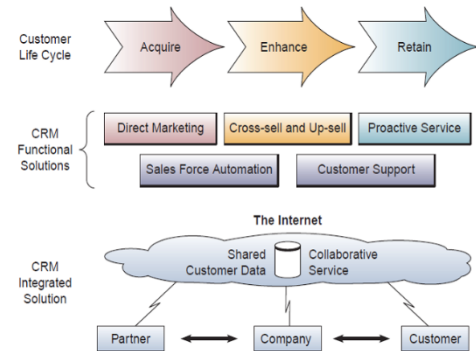 Customer
Life Cycle
Acquire
Enhance
Retain
CRM
Functional
Solutions
Direct Marketing
Cross-sell and Up-sell
Proactive Service
Sales Force Automation
Customer Support
The Internet
CRM
Integrated
Solution
Shared
Customer Data
Collaborative
Service
Partner
Company
Customer